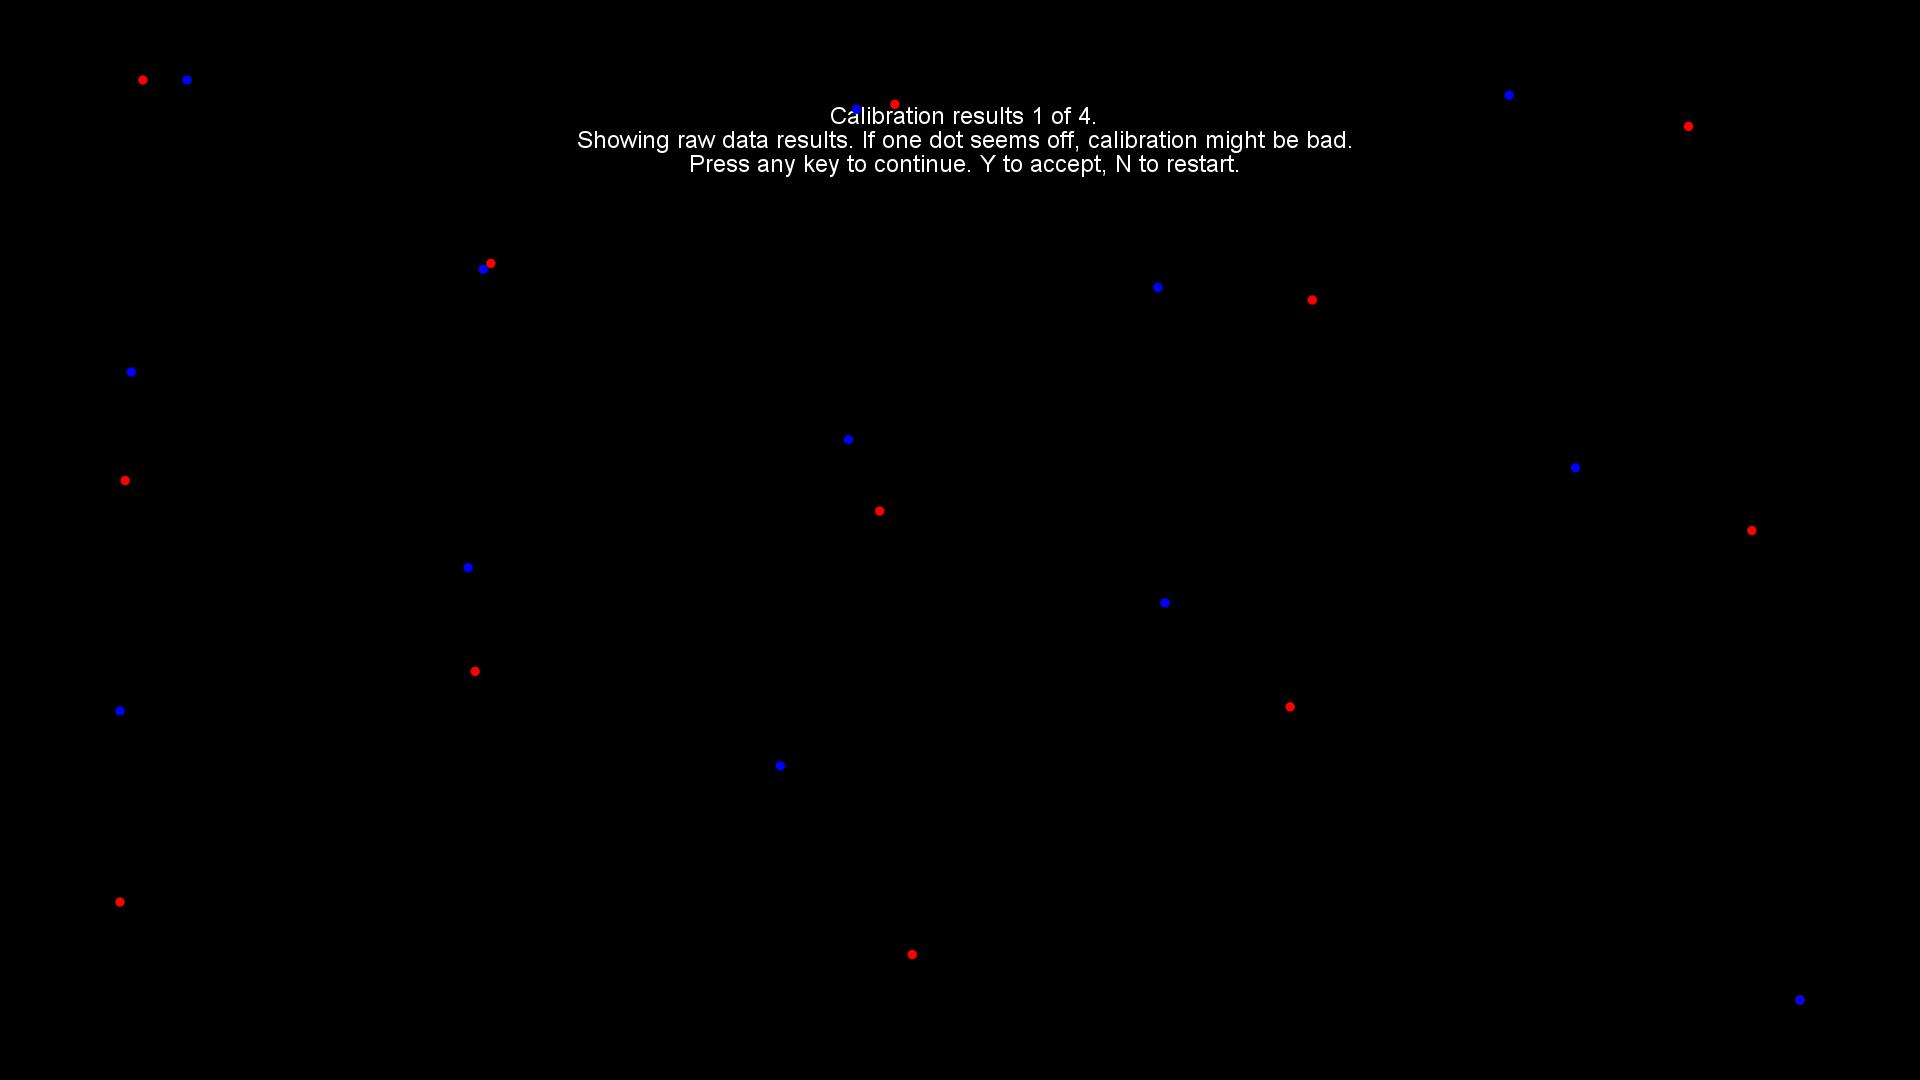 Calibration results 1 of 4.
Showing raw data results. If one dot seems off, calibration might be bad.
Press any key to continue. Y to accept, N to restart.